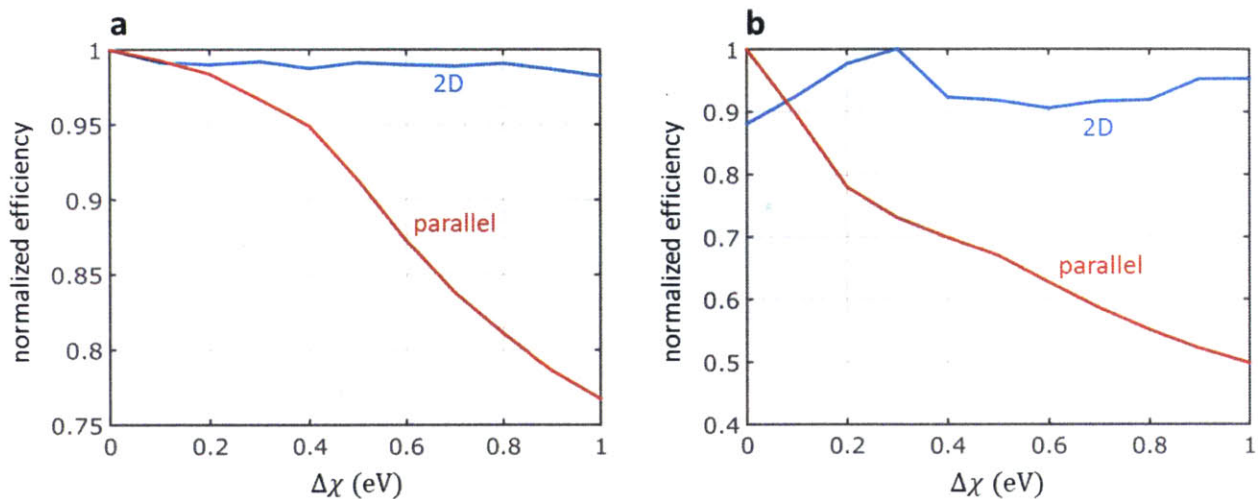 a
1
0.95
0.9
0.85
0.8
0.75
normalized efficiency
2D
parallel
0 0.2 0.4 0.6 0.8 1
Δχ (eV)
b
1
0.9
0.8
0.7
0.6
0.5
0.4
normalized efficiency
2D
parallel
0 0.2 0.4 0.6 0.8 1
Δχ (eV)